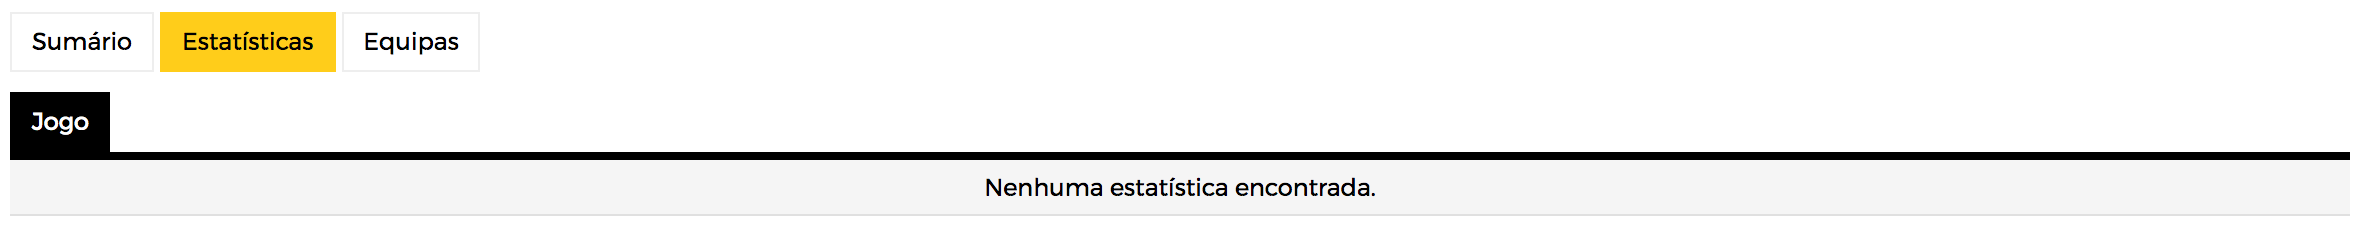 Sumário Estatísticas Equipas
Jogo
Nenhuma estatística encontrada.